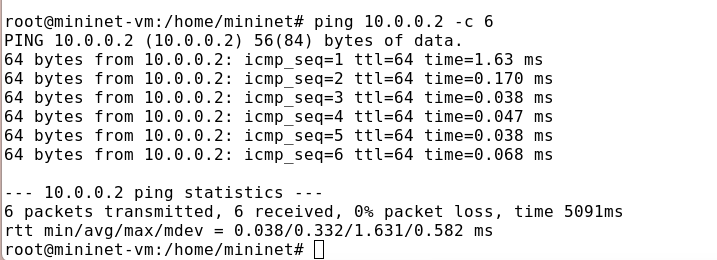 root@mininet-vm:/home/mininet# ping 10.0.0.2 -c 6
PING 10.0.0.2 (10.0.0.2) 56(84) bytes of data.
64 bytes from 10.0.0.2: icmp_seq=1 ttl=64 time=1.63 ms
64 bytes from 10.0.0.2: icmp_seq=2 ttl=64 time=0.170 ms
64 bytes from 10.0.0.2: icmp_seq=3 ttl=64 time=0.038 ms
64 bytes from 10.0.0.2: icmp_seq=4 ttl=64 time=0.047 ms
64 bytes from 10.0.0.2: icmp_seq=5 ttl=64 time=0.038 ms
64 bytes from 10.0.0.2: icmp_seq=6 ttl=64 time=0.068 ms
--- 10.0.0.2 ping statistics ---
6 packets transmitted, 6 received, 0% packet loss, time 5091ms
rtt min/avg/max/mdev = 0.038/0.332/1.631/0.582 ms
root@mininet-vm:/home/mininet#